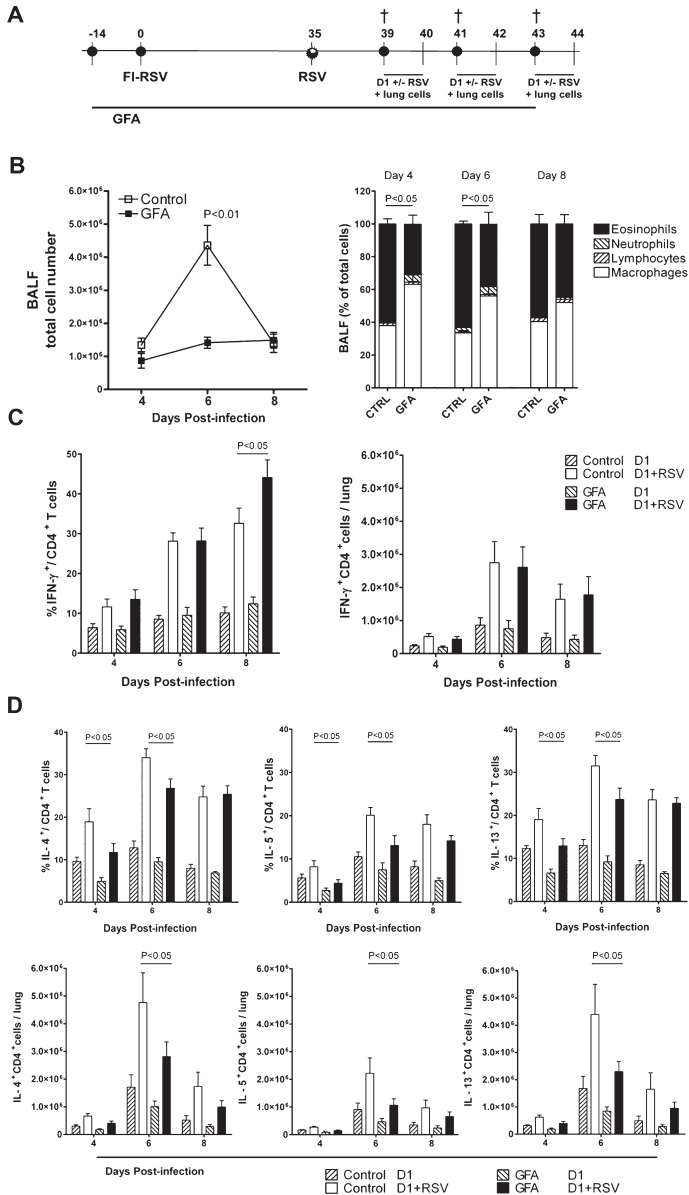 A
† † †
-14 0 35 39 40 41 42 43 44
FI-RSV RSV
D1 +/- RSV D1 +/- RSV D1 +/- RSV
+ lung cells + lung cells + lung cells
GFA
B
Day 4 Day 6 Day 8
6.0×10⁶
5.0×10⁶
4.0×10⁶
3.0×10⁶
2.0×10⁶
1.0×10⁶
0
BALF
total cell number
Control
GFA
P<0.01
4 6 8
Days Post-infection
120
100
80
60
40
20
0
BALF (% of total cells)
P<0.05 P<0.05
Eosinophils
Neutrophils
Lymphocytes
Macrophages
CTRL GFA CTRL GFA CTRL GFA
C
50
40
30
20
10
0
% IFN-γ ⁺/ CD4 ⁺ T cells
P<0.05
4 6 8
Days Post-infection
6.0×10⁶
5.0×10⁶
4.0×10⁶
3.0×10⁶
2.0×10⁶
1.0×10⁶
0
IFN-γ ⁺CD4 ⁺cells / lung
Control D1
Control D1+RSV
GFA D1
GFA D1+RSV
4 6 8
Days Post-infection
D
40
30
20
10
0
% IL- 4 ⁺/ CD4 ⁺ T cells
P<0.05 P<0.05
4 6 8
Days Post-infection
40
30
20
10
0
% IL- 5 ⁺/ CD4 ⁺ T cells
P<0.05 P<0.05
4 6 8
Days Post-infection
40
30
20
10
0
% IL- 13 ⁺/ CD4 ⁺ T cells
P<0.05 P<0.05
4 6 8
Days Post-infection
6.0×10⁶
5.0×10⁶
4.0×10⁶
3.0×10⁶
2.0×10⁶
1.0×10⁶
0
IL- 4 ⁺CD4 ⁺cells / lung
P<0.05
4 6 8
6.0×10⁶
5.0×10⁶
4.0×10⁶
3.0×10⁶
2.0×10⁶
1.0×10⁶
0
IL - 5 ⁺CD4 ⁺cells / lung
P<0.05
4 6 8
6.0×10⁶
5.0×10⁶
4.0×10⁶
3.0×10⁶
2.0×10⁶
1.0×10⁶
0
IL - 13 ⁺CD4 ⁺cells / lung
P<0.05
4 6 8
Days Post-infection
Control D1
Control D1+RSV
GFA D1
GFA D1+RSV